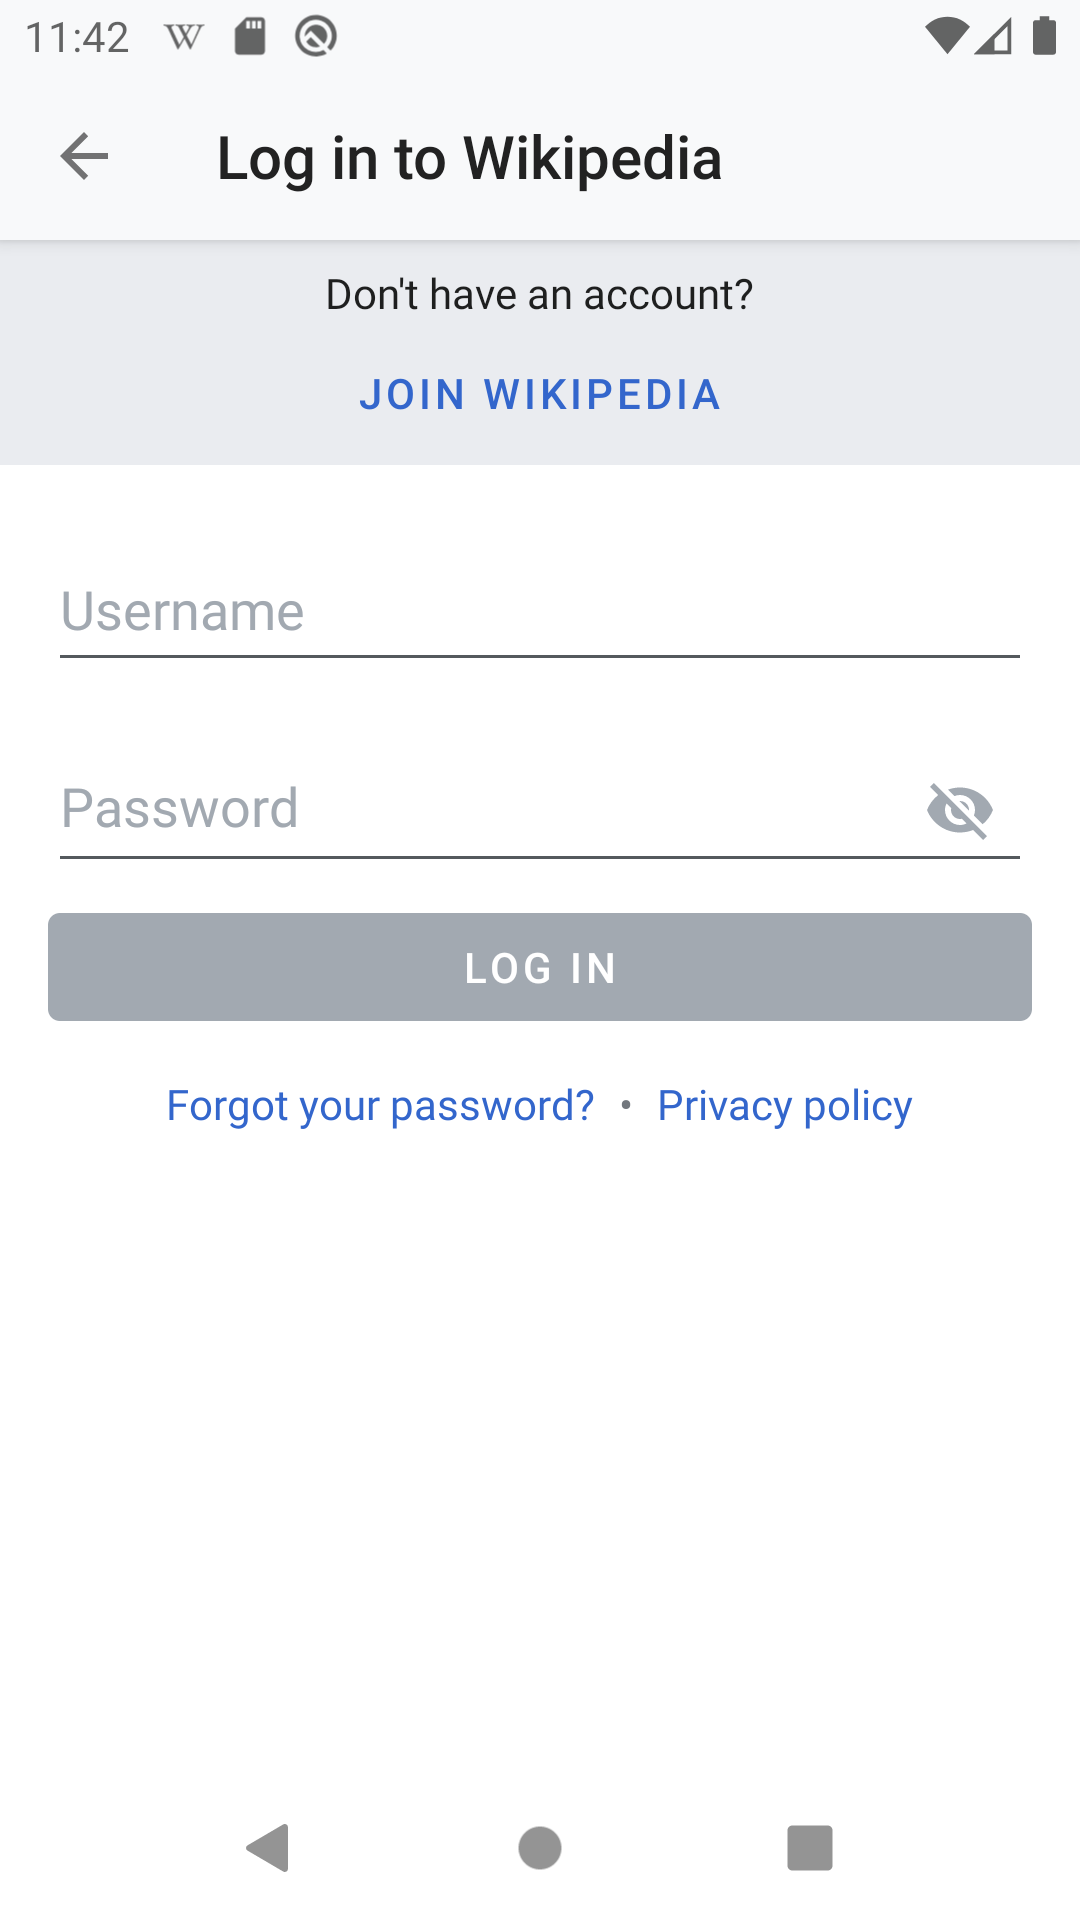 11:42
Log in to Wikipedia
Don't have an account?
JOIN WIKIPEDIA
Username
Password
LOG IN
Forgot your password? • Privacy policy